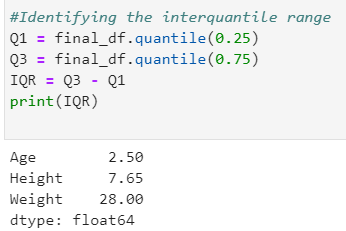 #Identifying the interquantile range
Q1 = final_df.quantile(0.25)
Q3 = final_df.quantile(0.75)
IQR = Q3 - Q1
print(IQR)
Age 2.50
Height 7.65
Weight 28.00
dtype: float64